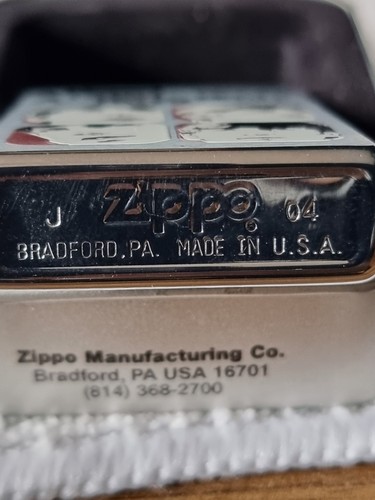 J Zippo 04
BRADFORD, PA. MADE IN U.S.A.
Zippo Manufacturing Co.
Bradford, PA USA 16701
(814) 368-2700